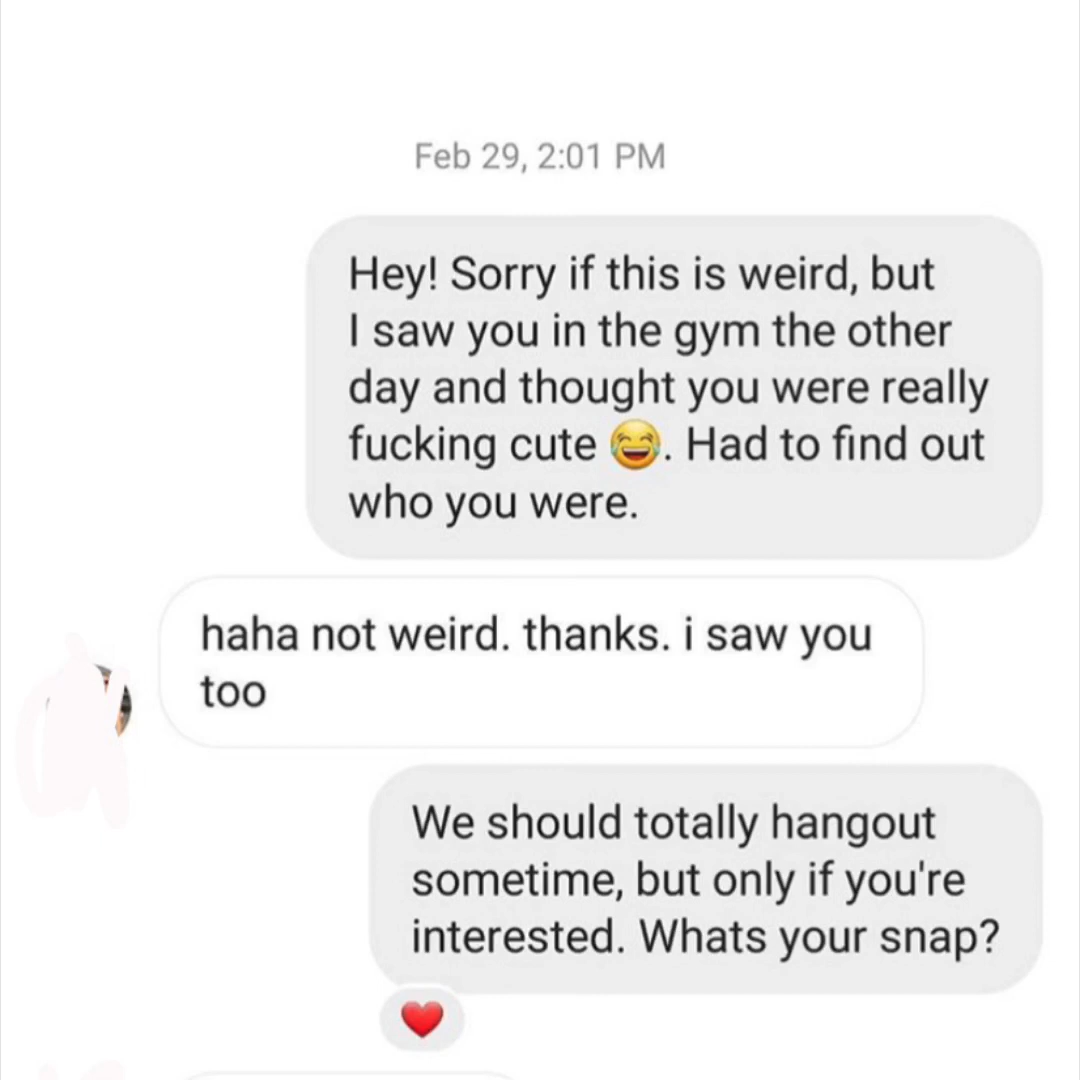 Feb 29, 2:01 PM
Hey! Sorry if this is weird, but
I saw you in the gym the other
day and thought you were really
fucking cute 😂. Had to find out
who you were.
haha not weird. thanks. i saw you
too
We should totally hangout
sometime, but only if you're
interested. Whats your snap?